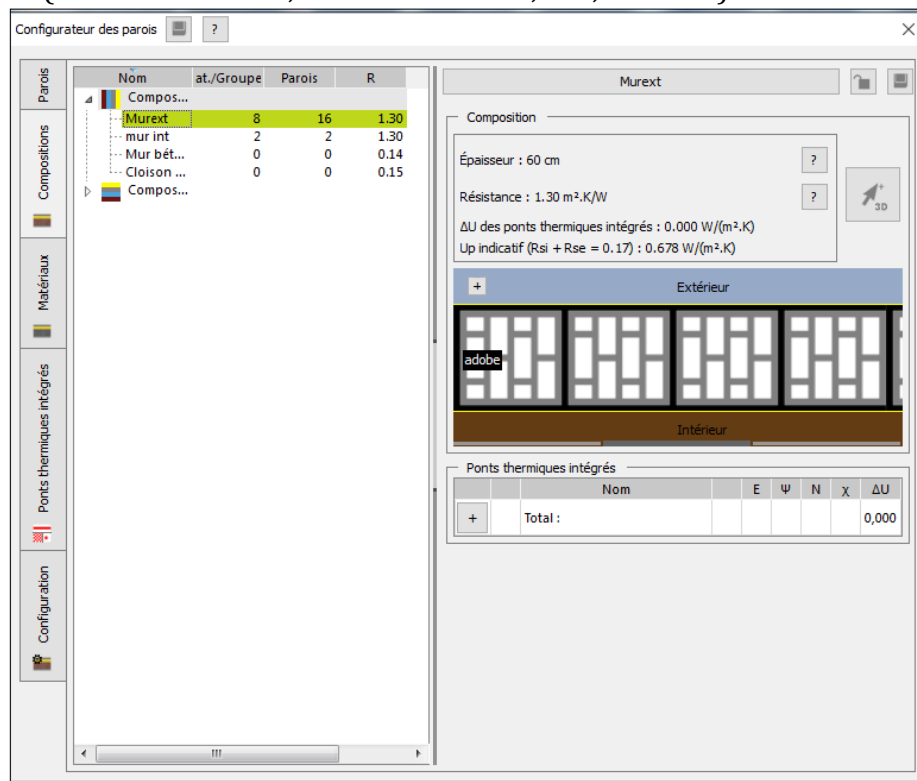 Configurateur des parois ?
Parois
Compositions
Matériaux
Ponts thermiques intégrés
Configuration
Nom at./Groupe Parois R
Compos...
Murext 8 16 1.30
mur int 2 2 1.30
Mur bét... 0 0 0.14
Cloison ... 0 0 0.15
Compos...
Murext
Composition
Épaisseur : 60 cm ?
Résistance : 1.30 m².K/W ?
3D
ΔU des ponts thermiques intégrés : 0.000 W/(m².K)
Up indicatif (Rsi + Rse = 0.17) : 0.678 W/(m².K)
+ Extérieur
adobe
Intérieur
Ponts thermiques intégrés
Nom E Ψ N χ ΔU
+ Total : 0,000